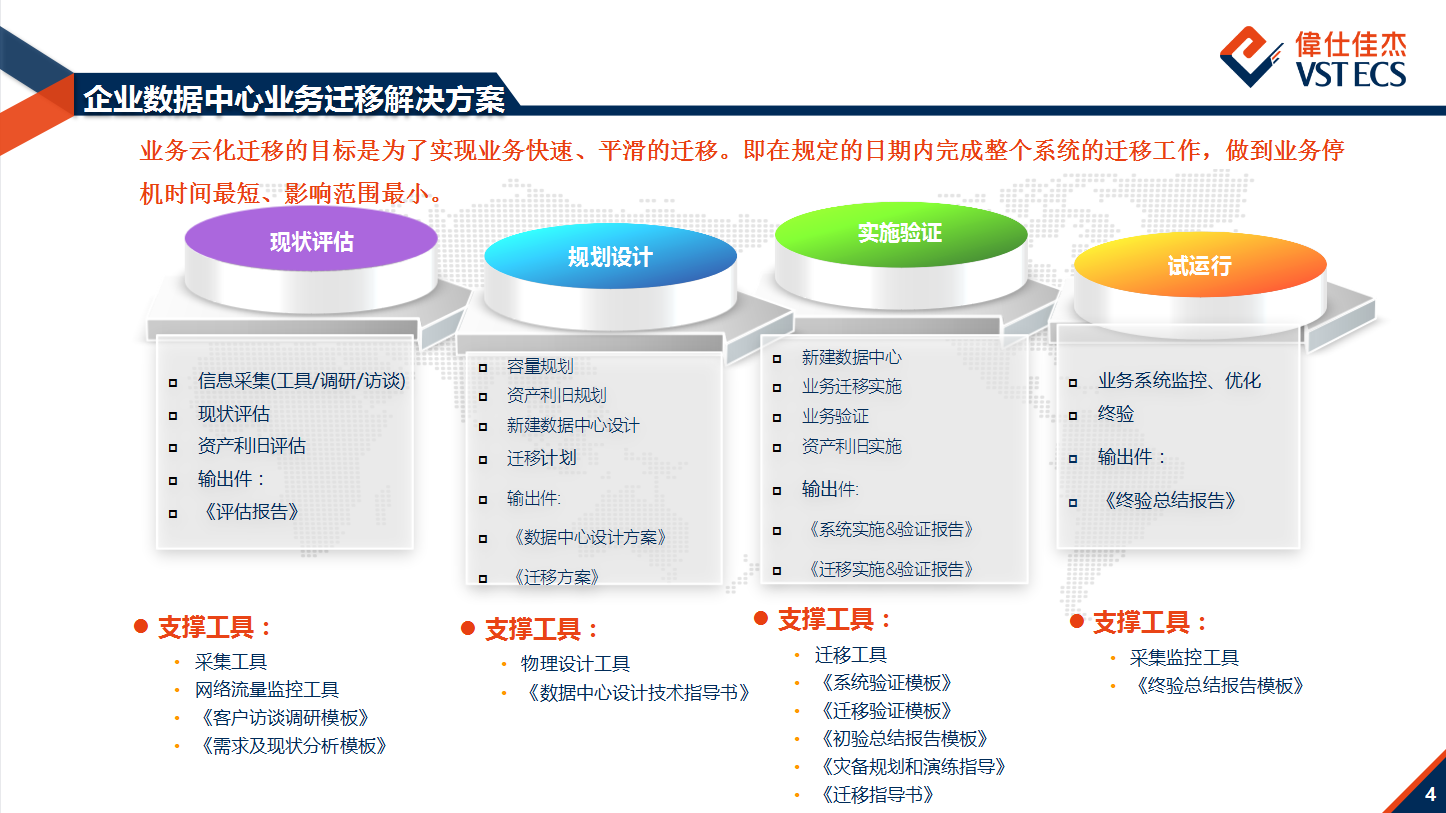 偉仕佳杰
VST ECS
企业数据中心业务迁移解决方案
业务云化迁移的目标是为了实现业务快速、平滑的迁移。即在规定的日期内完成整个系统的迁移工作，做到业务停
机时间最短、影响范围最小。
现状评估
信息采集(工具/调研/访谈)
现状评估
资产利旧评估
输出件：
《评估报告》
支撑工具：
采集工具
网络流量监控工具
《客户访谈调研模板》
《需求及现状分析模板》
规划设计
容量规划
资产利旧规划
新建数据中心设计
迁移计划
输出件:
《数据中心设计方案》
《迁移方案》
支撑工具：
物理设计工具
《数据中心设计技术指导书》
实施验证
新建数据中心
业务迁移实施
业务验证
资产利旧实施
输出件:
《系统实施&验证报告》
《迁移实施&验证报告》
支撑工具：
迁移工具
《系统验证模板》
《迁移验证模板》
《初验总结报告模板》
《灾备规划和演练指导》
《迁移指导书》
试运行
业务系统监控、优化
终验
输出件：
《终验总结报告》
支撑工具：
采集监控工具
《终验总结报告模板》
4